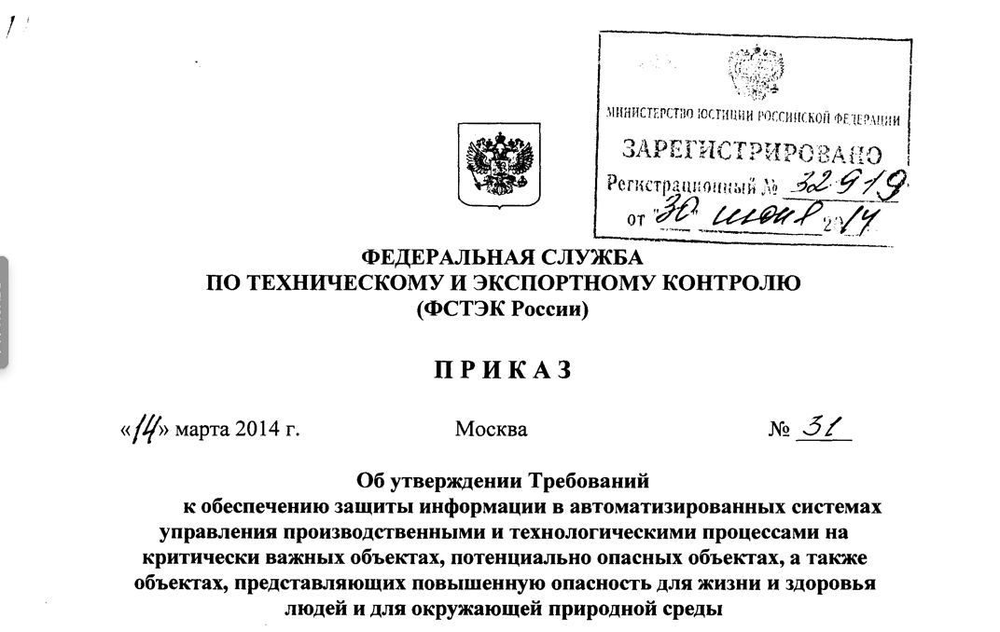 МИНИСТЕРСТВО ЮСТИЦИИ РОССИЙСКОЙ ФЕДЕРАЦИИ
ЗАРЕГИСТРИРОВАНО
Регистрационный № 32919
от "30" июня 2014
ФЕДЕРАЛЬНАЯ СЛУЖБА
ПО ТЕХНИЧЕСКОМУ И ЭКСПОРТНОМУ КОНТРОЛЮ
(ФСТЭК России)
П Р И К А З
«14» марта 2014 г. Москва № 31
Об утверждении Требований
к обеспечению защиты информации в автоматизированных системах
управления производственными и технологическими процессами на
критически важных объектах, потенциально опасных объектах, а также
объектах, представляющих повышенную опасность для жизни и здоровья
людей и для окружающей природной среды